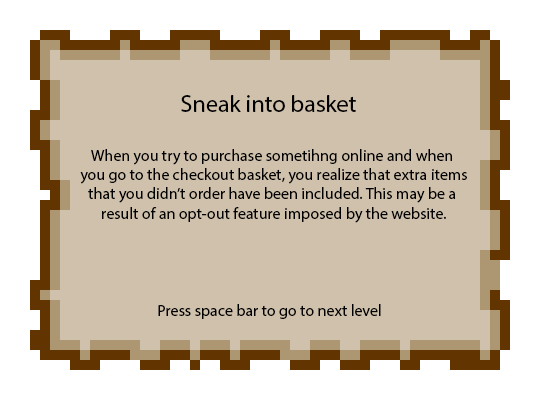 Sneak into basket
When you try to purchase sometihng online and when
you go to the checkout basket, you realize that extra items
that you didn't order have been included. This may be a
result of an opt-out feature imposed by the website.
Press space bar to go to next level